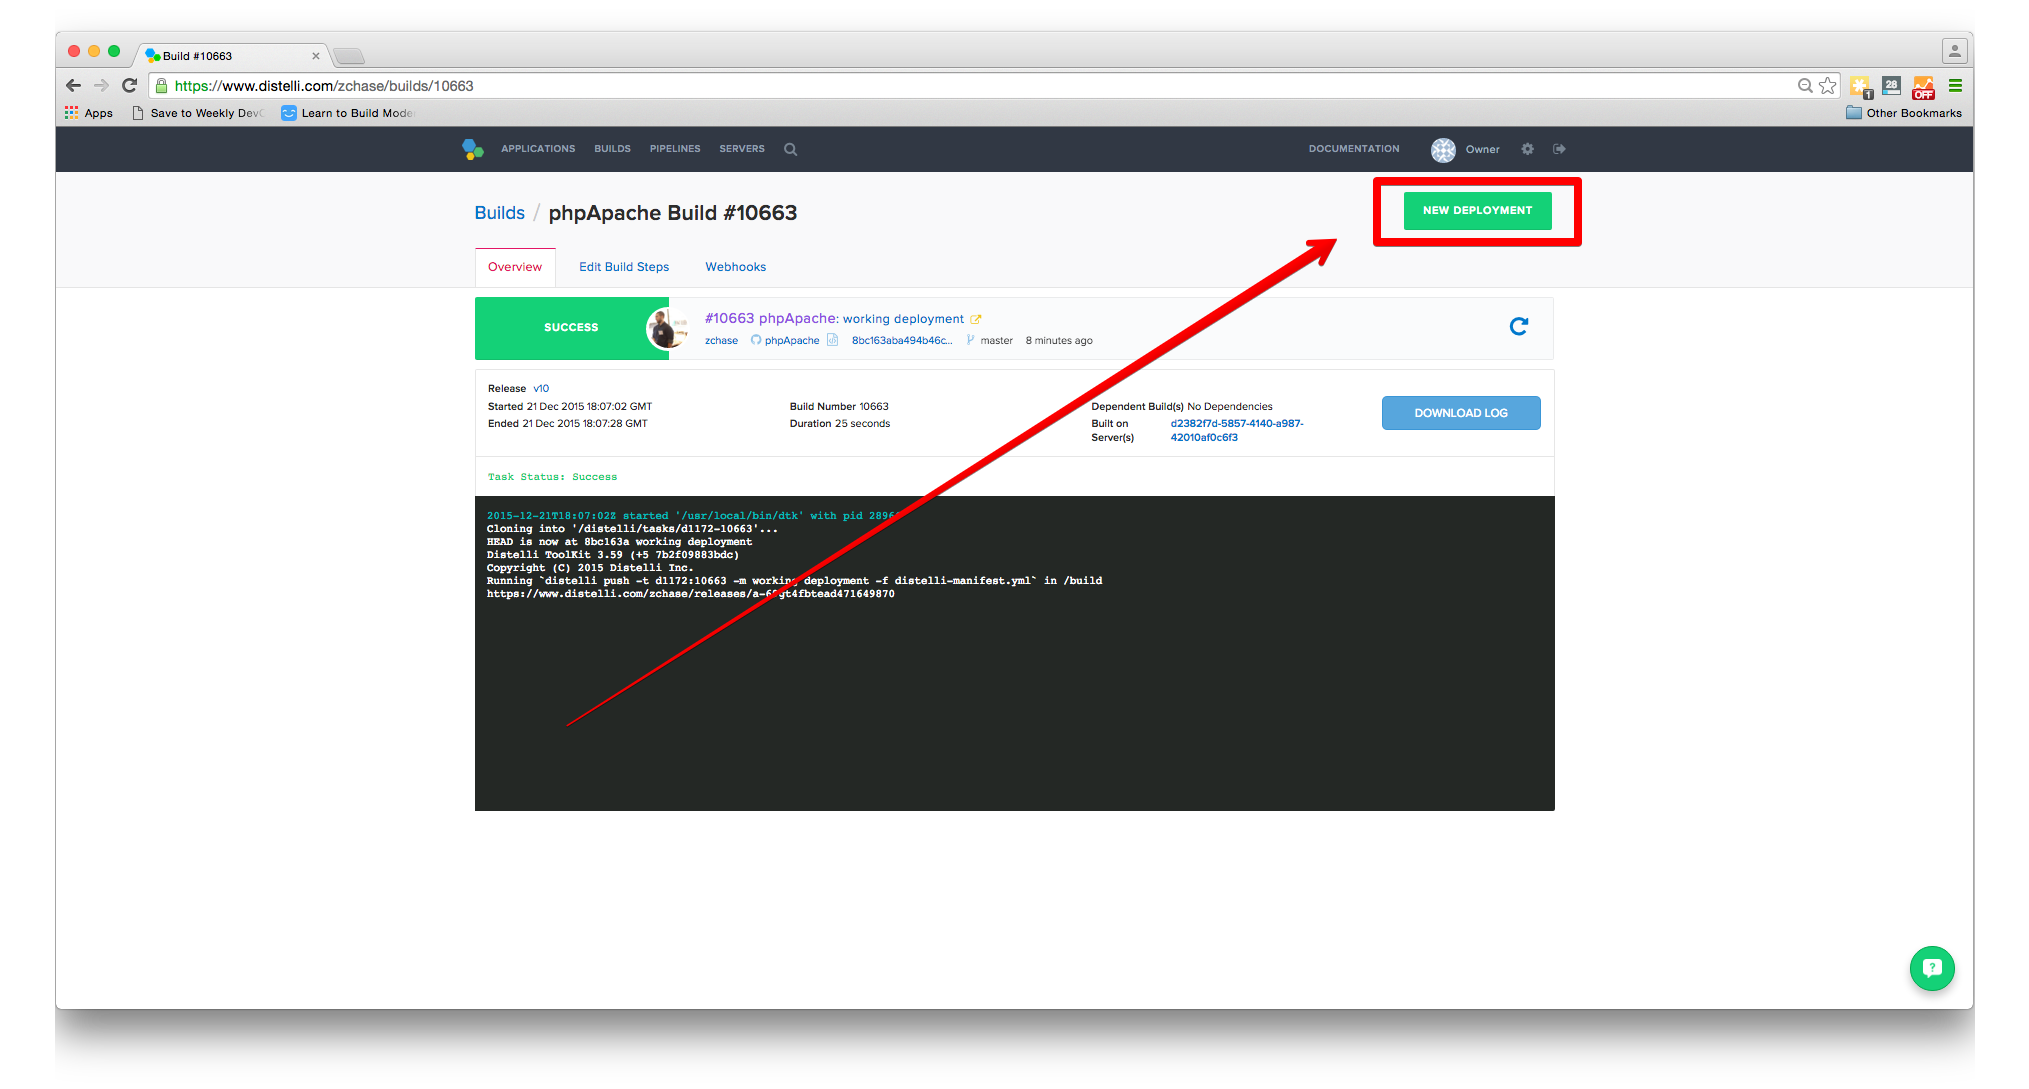 Build #10663
https://www.distelli.com/zchase/builds/10663
1
28
OFF
Apps
Save to Weekly Dev
Learn to Build Mode
Other Bookmarks
APPLICATIONS BUILDS PIPELINES SERVERS
DOCUMENTATION Owner
Builds / phpApache Build #10663
NEW DEPLOYMENT
Overview Edit Build Steps Webhooks
SUCCESS
#10663 phpApache: working deployment
zchase phpApache 8bc163aba494b46c... master 8 minutes ago
Release v10
Started 21 Dec 2015 18:07:02 GMT
Ended 21 Dec 2015 18:07:28 GMT
Build Number 10663
Duration 25 seconds
Dependent Build(s) No Dependencies
Built on Server(s) d2382f7d-5857-4140-a987-
42010af0c6f3
DOWNLOAD LOG
Task Status: Success
2015-12-21T18:07:02Z started '/usr/local/bin/dtk' with pid 2896
Cloning into '/distelli/tasks/d1172-10663'...
HEAD is now at 8bc163a working deployment
Distelli ToolKit 3.59 (+5 7b2f09883bdc)
Copyright (C) 2015 Distelli Inc.
Running `distelli push -t d1172:10663 -m working deployment -f distelli-manifest.yml` in /build
https://www.distelli.com/zchase/releases/